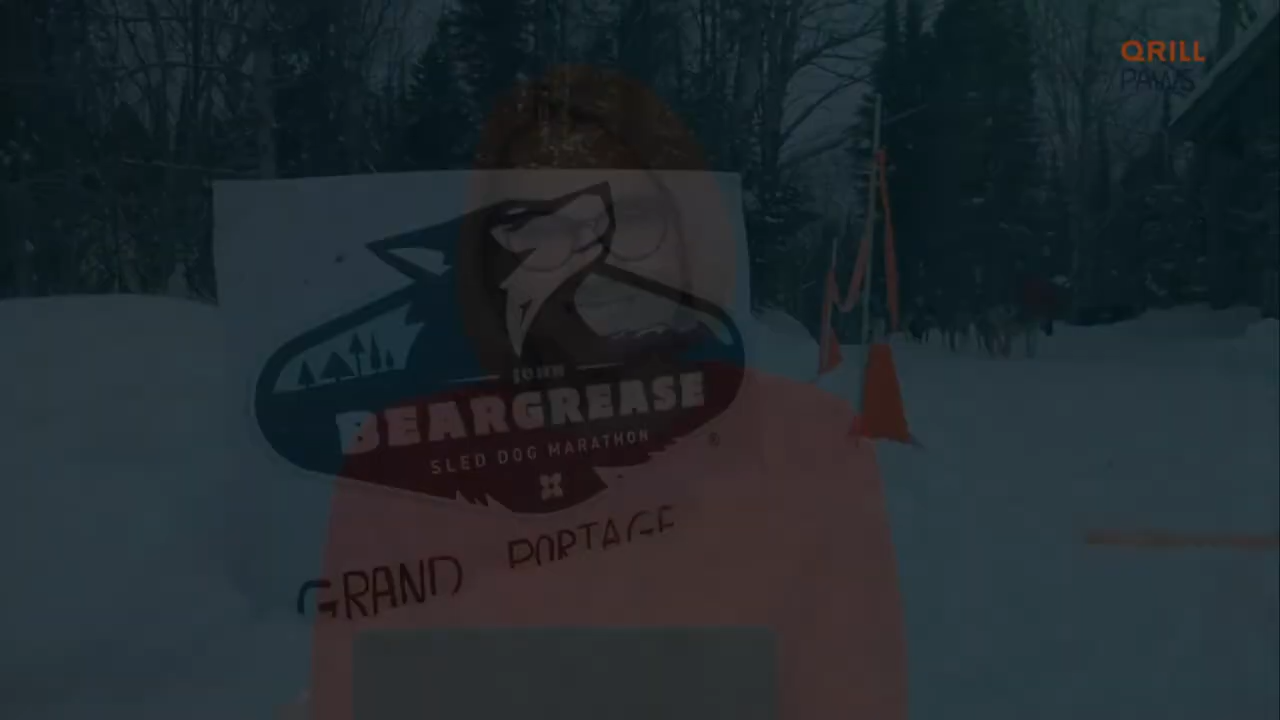 QRILL
PAWS
JOHN
BEARGREASE
SLED DOG MARATHON
®
GRAND PORTAGE